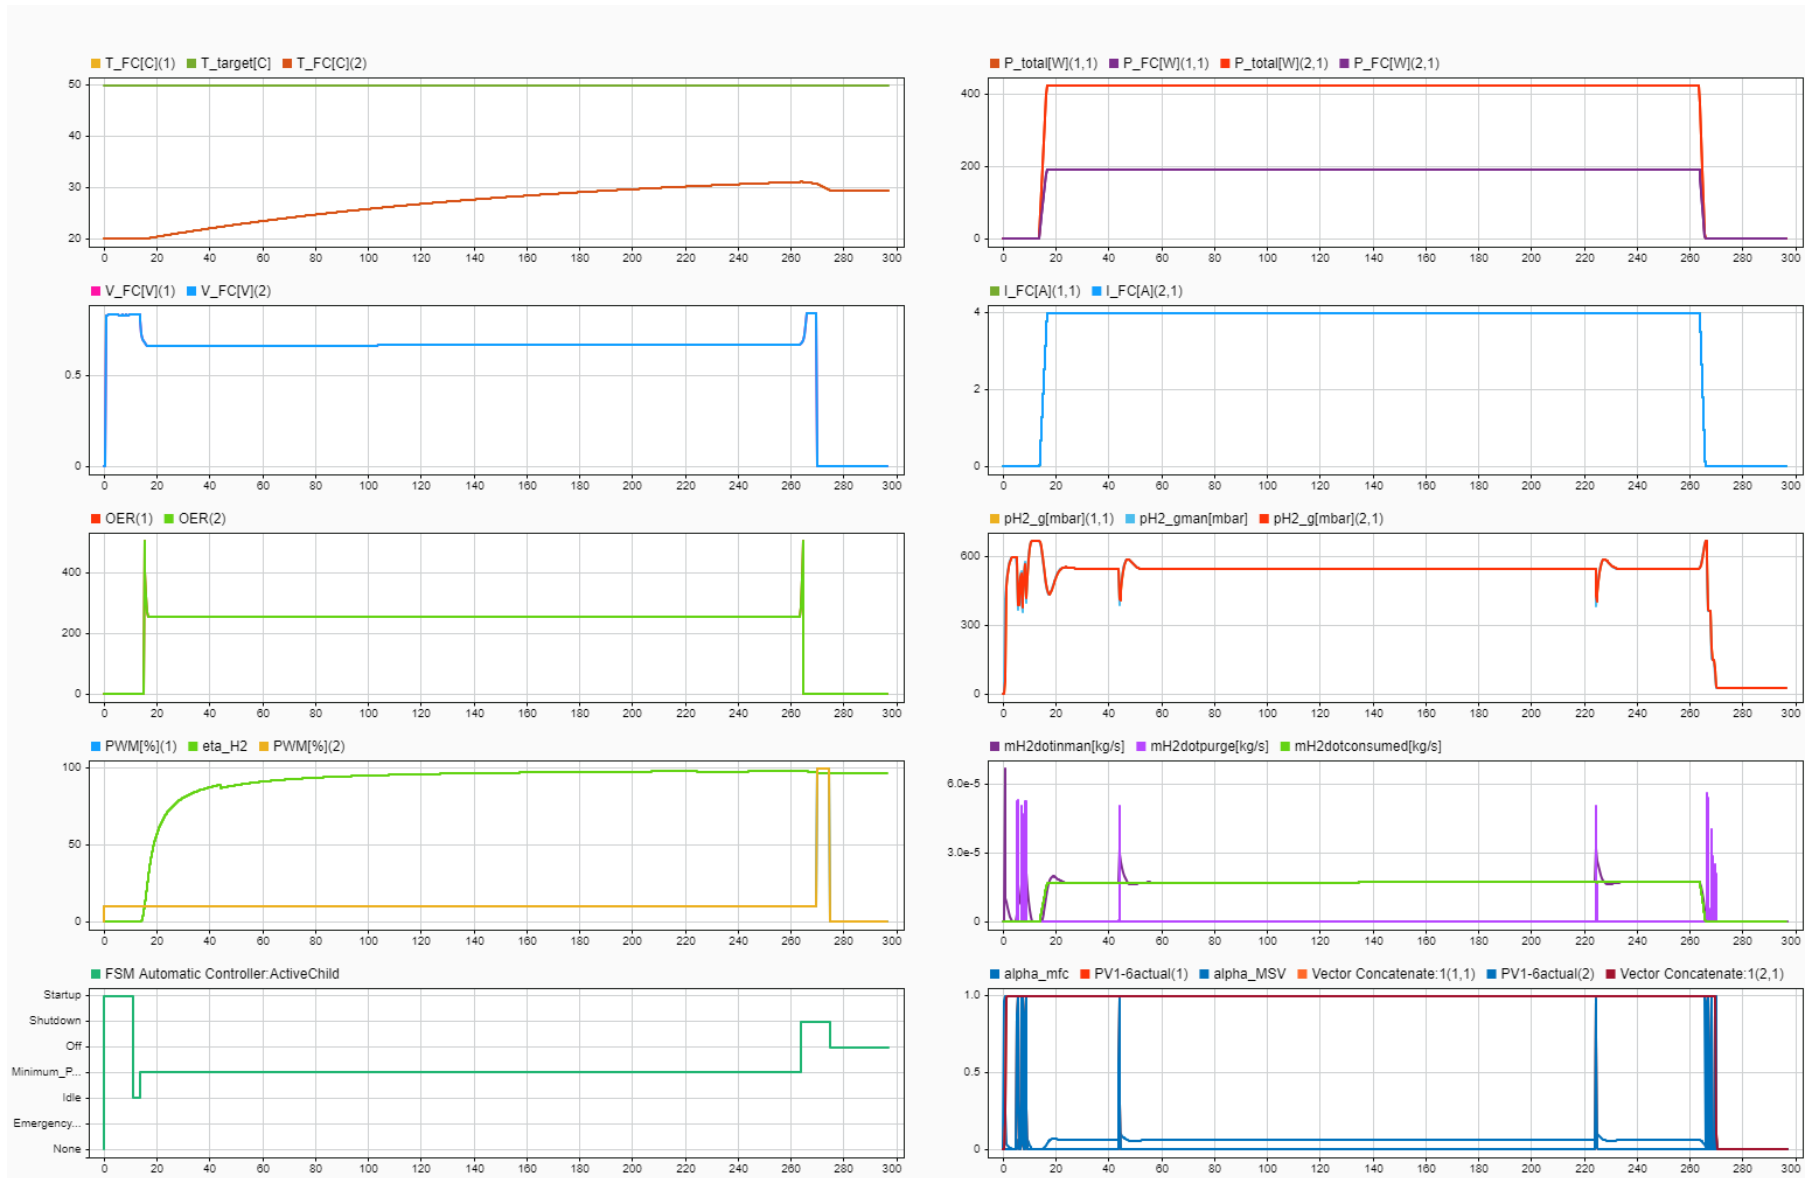 T_FC[C](1) T_target[C] T_FC[C](2)
50
40
30
20
0 20 40 60 80 100 120 140 160 180 200 220 240 260 280 300
P_total[W](1,1) P_FC[W](1,1) P_total[W](2,1) P_FC[W](2,1)
400
200
0
0 20 40 60 80 100 120 140 160 180 200 220 240 260 280 300
V_FC[V](1) V_FC[V](2)
0.5
0
0 20 40 60 80 100 120 140 160 180 200 220 240 260 280 300
I_FC[A](1,1) I_FC[A](2,1)
4
2
0
0 20 40 60 80 100 120 140 160 180 200 220 240 260 280 300
OER(1) OER(2)
400
200
0
0 20 40 60 80 100 120 140 160 180 200 220 240 260 280 300
pH2_g[mbar](1,1) pH2_gman[mbar] pH2_g[mbar](2,1)
600
300
0
0 20 40 60 80 100 120 140 160 180 200 220 240 260 280 300
PWM[%](1) eta_H2 PWM[%](2)
100
50
0
0 20 40 60 80 100 120 140 160 180 200 220 240 260 280 300
mH2dotinman[kg/s] mH2dotpurge[kg/s] mH2dotconsumed[kg/s]
6.0e-5
3.0e-5
0
0 20 40 60 80 100 120 140 160 180 200 220 240 260 280 300
FSM Automatic Controller:ActiveChild
Startup
Shutdown
Off
Minimum_P...
Idle
Emergency...
None
0 20 40 60 80 100 120 140 160 180 200 220 240 260 280 300
alpha_mfc PV1-6actual(1) alpha_MSV Vector Concatenate:1(1,1) PV1-6actual(2) Vector Concatenate:1(2,1)
1.0
0.5
0
0 20 40 60 80 100 120 140 160 180 200 220 240 260 280 300